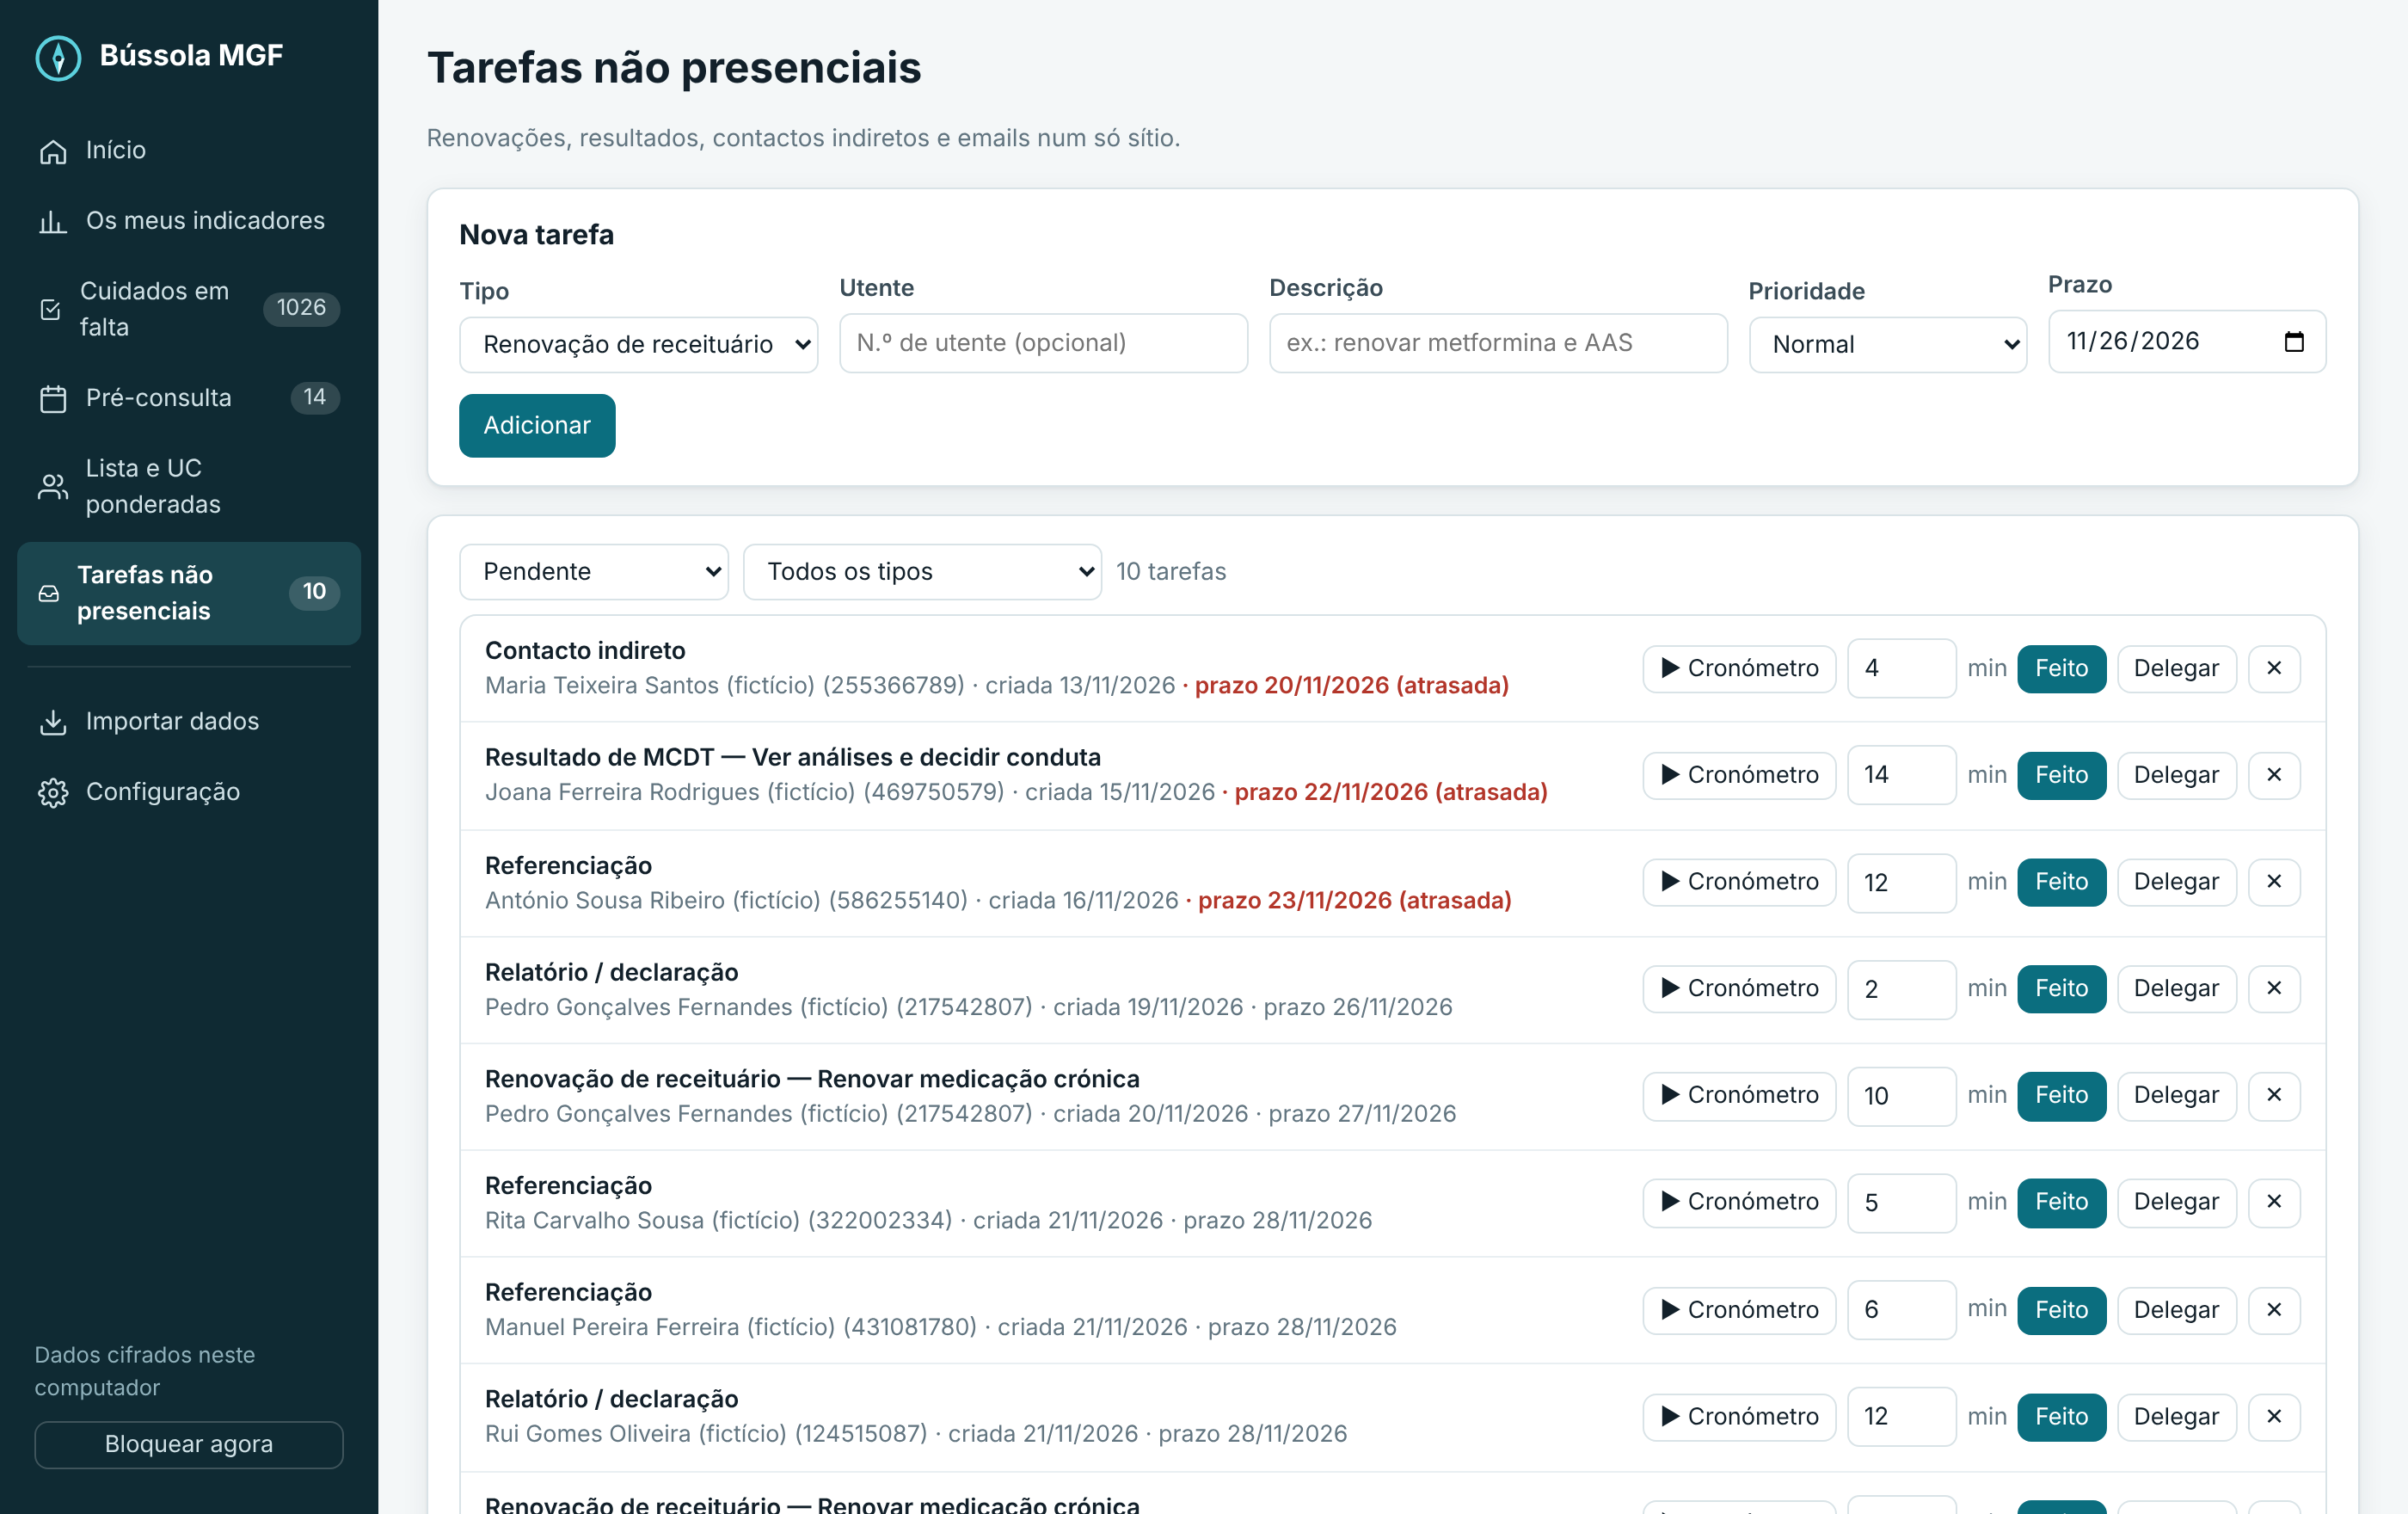 Bússola MGF
Início
Os meus indicadores
Cuidados em
falta
1026
Pré-consulta
14
Lista e UC
ponderadas
Tarefas não
presenciais
10
Importar dados
Configuração
Dados cifrados neste
computador
Bloquear agora
Tarefas não presenciais
Renovações, resultados, contactos indiretos e emails num só sítio.
Nova tarefa
Tipo
Utente
Descrição
Prioridade
Prazo
Renovação de receituário
N.º de utente (opcional)
ex.: renovar metformina e AAS
Normal
11/26/2026
Adicionar
Pendente
Todos os tipos
10 tarefas
Contacto indireto
Maria Teixeira Santos (fictício) (255366789) · criada 13/11/2026 · prazo 20/11/2026 (atrasada)
▶ Cronómetro 4 min Feito Delegar ✕
Resultado de MCDT — Ver análises e decidir conduta
Joana Ferreira Rodrigues (fictício) (469750579) · criada 15/11/2026 · prazo 22/11/2026 (atrasada)
▶ Cronómetro 14 min Feito Delegar ✕
Referenciação
António Sousa Ribeiro (fictício) (586255140) · criada 16/11/2026 · prazo 23/11/2026 (atrasada)
▶ Cronómetro 12 min Feito Delegar ✕
Relatório / declaração
Pedro Gonçalves Fernandes (fictício) (217542807) · criada 19/11/2026 · prazo 26/11/2026
▶ Cronómetro 2 min Feito Delegar ✕
Renovação de receituário — Renovar medicação crónica
Pedro Gonçalves Fernandes (fictício) (217542807) · criada 20/11/2026 · prazo 27/11/2026
▶ Cronómetro 10 min Feito Delegar ✕
Referenciação
Rita Carvalho Sousa (fictício) (322002334) · criada 21/11/2026 · prazo 28/11/2026
▶ Cronómetro 5 min Feito Delegar ✕
Referenciação
Manuel Pereira Ferreira (fictício) (431081780) · criada 21/11/2026 · prazo 28/11/2026
▶ Cronómetro 6 min Feito Delegar ✕
Relatório / declaração
Rui Gomes Oliveira (fictício) (124515087) · criada 21/11/2026 · prazo 28/11/2026
▶ Cronómetro 12 min Feito Delegar ✕
Renovação de receituário — Renovar medicação crónica